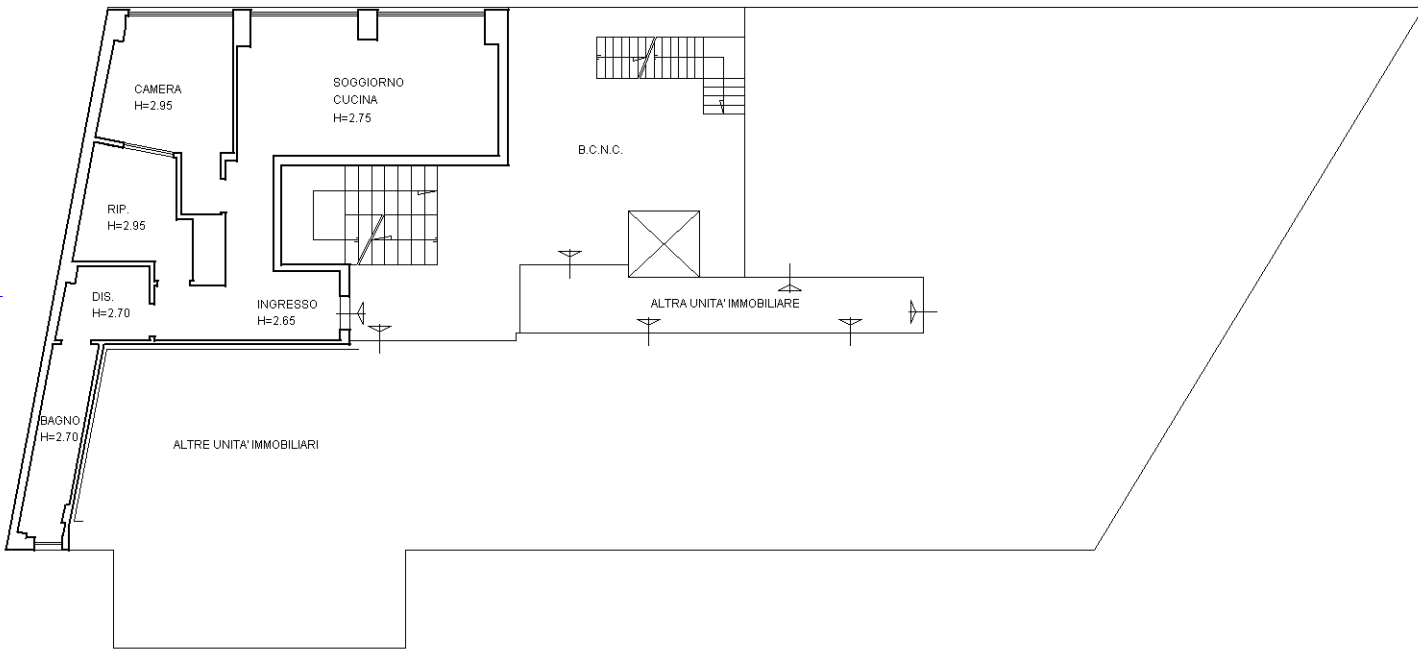 CAMERA
H=2.95
SOGGIORNO
CUCINA
H=2.75
B.C.N.C.
RIP.
H=2.95
DIS.
H=2.70
INGRESSO
H=2.65
ALTRA UNITA' IMMOBILIARE
BAGNO
H=2.70
ALTRE UNITA' IMMOBILIARI